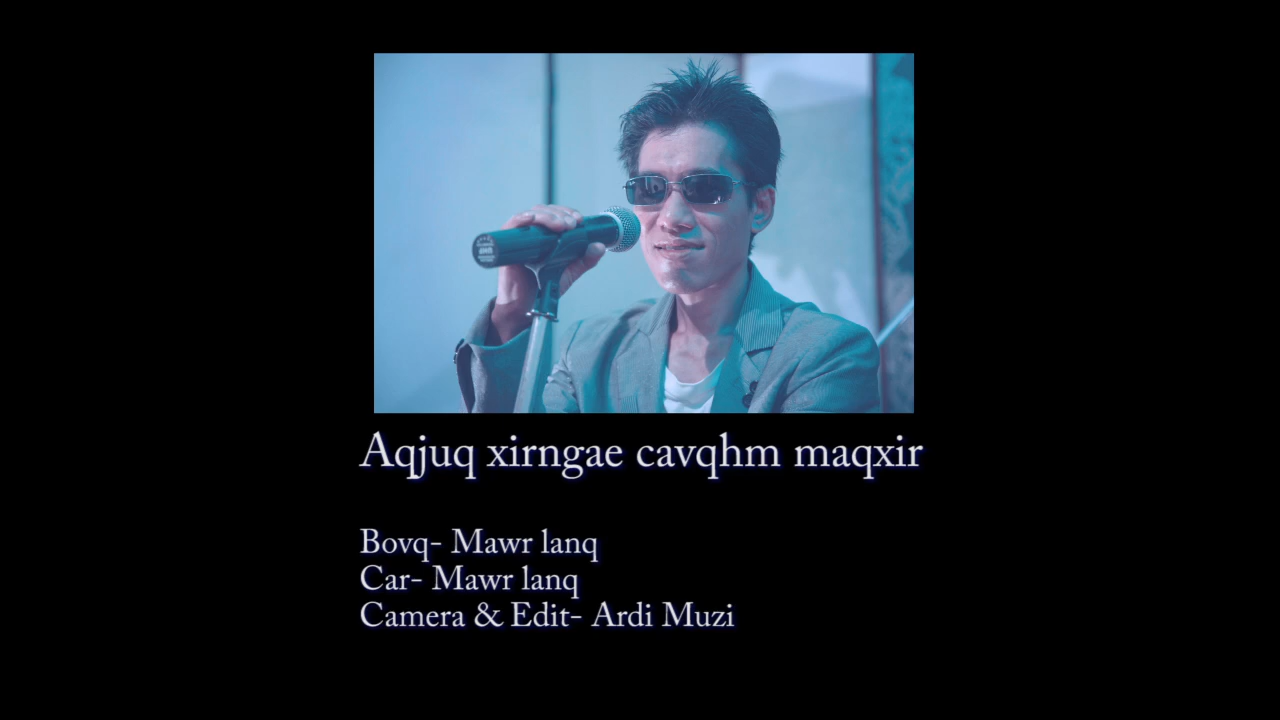 Aqjuq xirngae cavqhm maqxir
Bovq- Mawr lanq
Car- Mawr lanq
Camera & Edit- Ardi Muzi